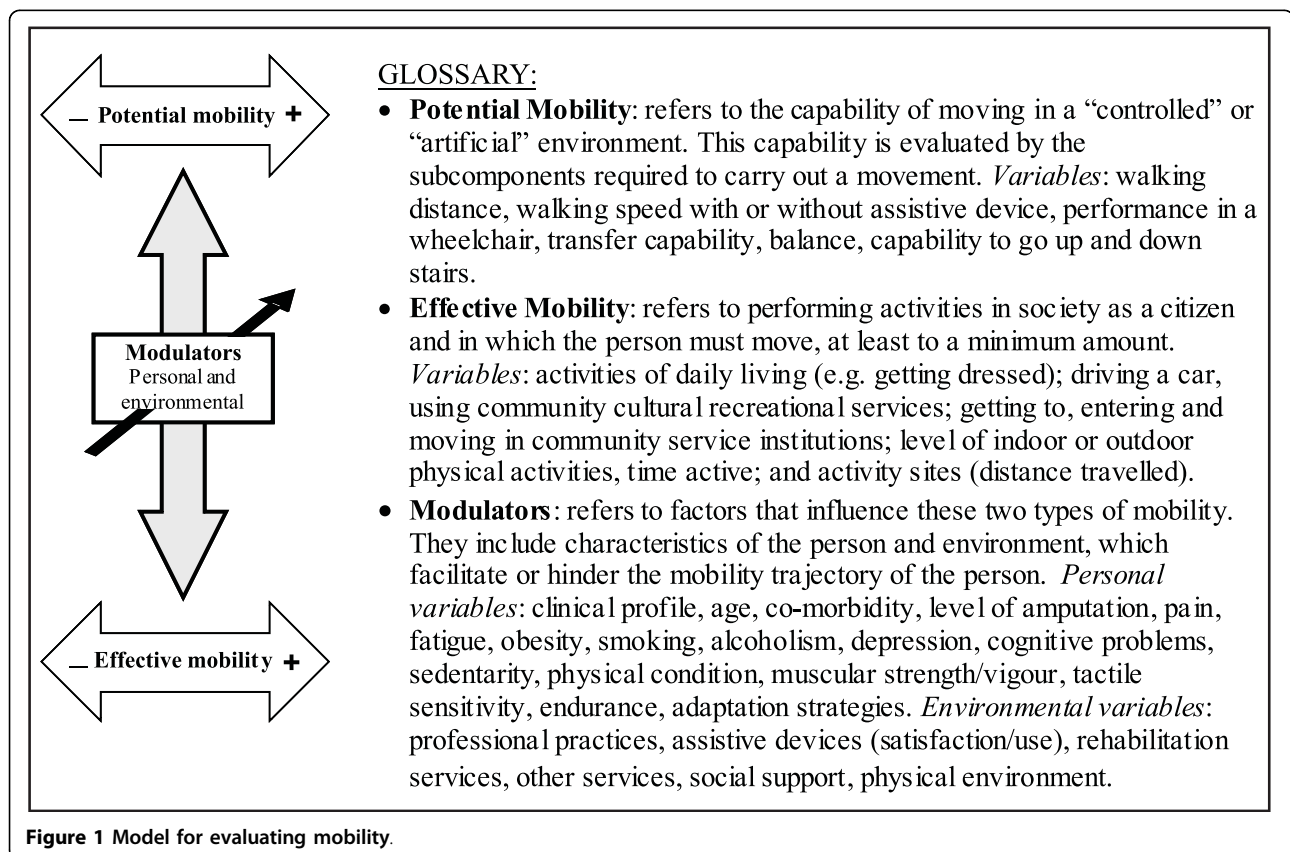 – Potential mobility +
Modulators
Personal and
environmental
– Effective mobility +
GLOSSARY:
• Potential Mobility: refers to the capability of moving in a “controlled” or
“artificial” environment. This capability is evaluated by the
subcomponents required to carry out a movement. Variables: walking
distance, walking speed with or without assistive device, performance in a
wheelchair, transfer capability, balance, capability to go up and down
stairs.
• Effective Mobility: refers to performing activities in society as a citizen
and in which the person must move, at least to a minimum amount.
Variables: activities of daily living (e.g. getting dressed); driving a car,
using community cultural recreational services; getting to, entering and
moving in community service institutions; level of indoor or outdoor
physical activities, time active; and activity sites (distance travelled).
• Modulators: refers to factors that influence these two types of mobility.
They include characteristics of the person and environment, which
facilitate or hinder the mobility trajectory of the person. Personal
variables: clinical profile, age, co-morbidity, level of amputation, pain,
fatigue, obesity, smoking, alcoholism, depression, cognitive problems,
sedentarity, physical condition, muscular strength/vigour, tactile
sensitivity, endurance, adaptation strategies. Environmental variables:
professional practices, assistive devices (satisfaction/use), rehabilitation
services, other services, social support, physical environment.
Figure 1 Model for evaluating mobility.